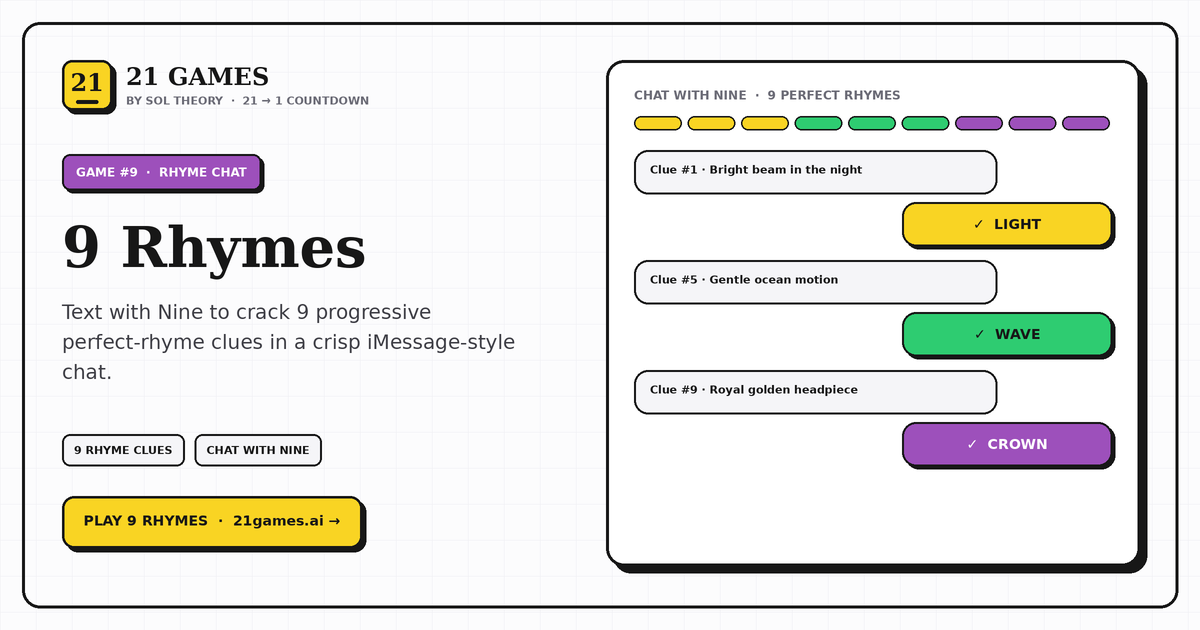 21
21 GAMES
BY SOL THEORY · 21 → 1 COUNTDOWN
GAME #9 · RHYME CHAT
9 Rhymes
Text with Nine to crack 9 progressive
perfect-rhyme clues in a crisp iMessage-style
chat.
9 RHYME CLUES
CHAT WITH NINE
PLAY 9 RHYMES · 21games.ai →
CHAT WITH NINE · 9 PERFECT RHYMES
Clue #1 · Bright beam in the night
✓ LIGHT
Clue #5 · Gentle ocean motion
✓ WAVE
Clue #9 · Royal golden headpiece
✓ CROWN